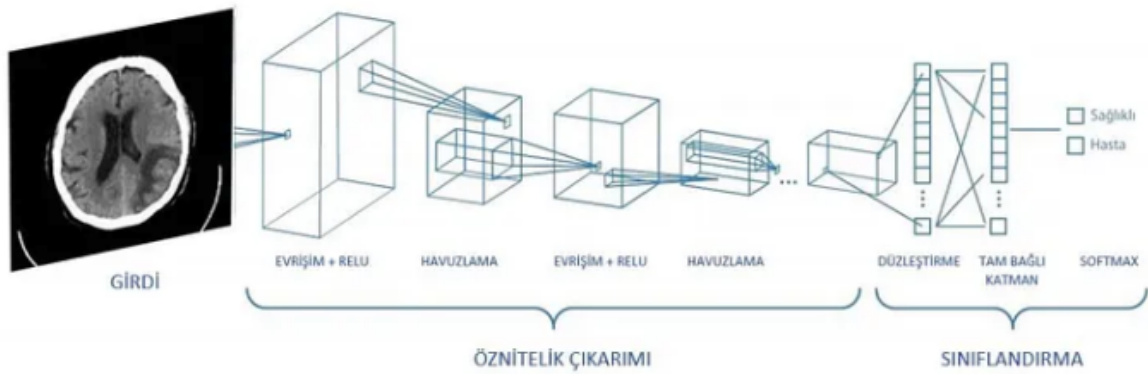 Sağlıklı
Hasta
GİRDİ
EVRİŞİM + RELU
HAVUZLAMA
EVRİŞİM + RELU
HAVUZLAMA
...
DÜZLEŞTİRME
TAM BAĞLI
KATMAN
SOFTMAX
ÖZNİTELİK ÇIKARIMI
SINIFLANDIRMA